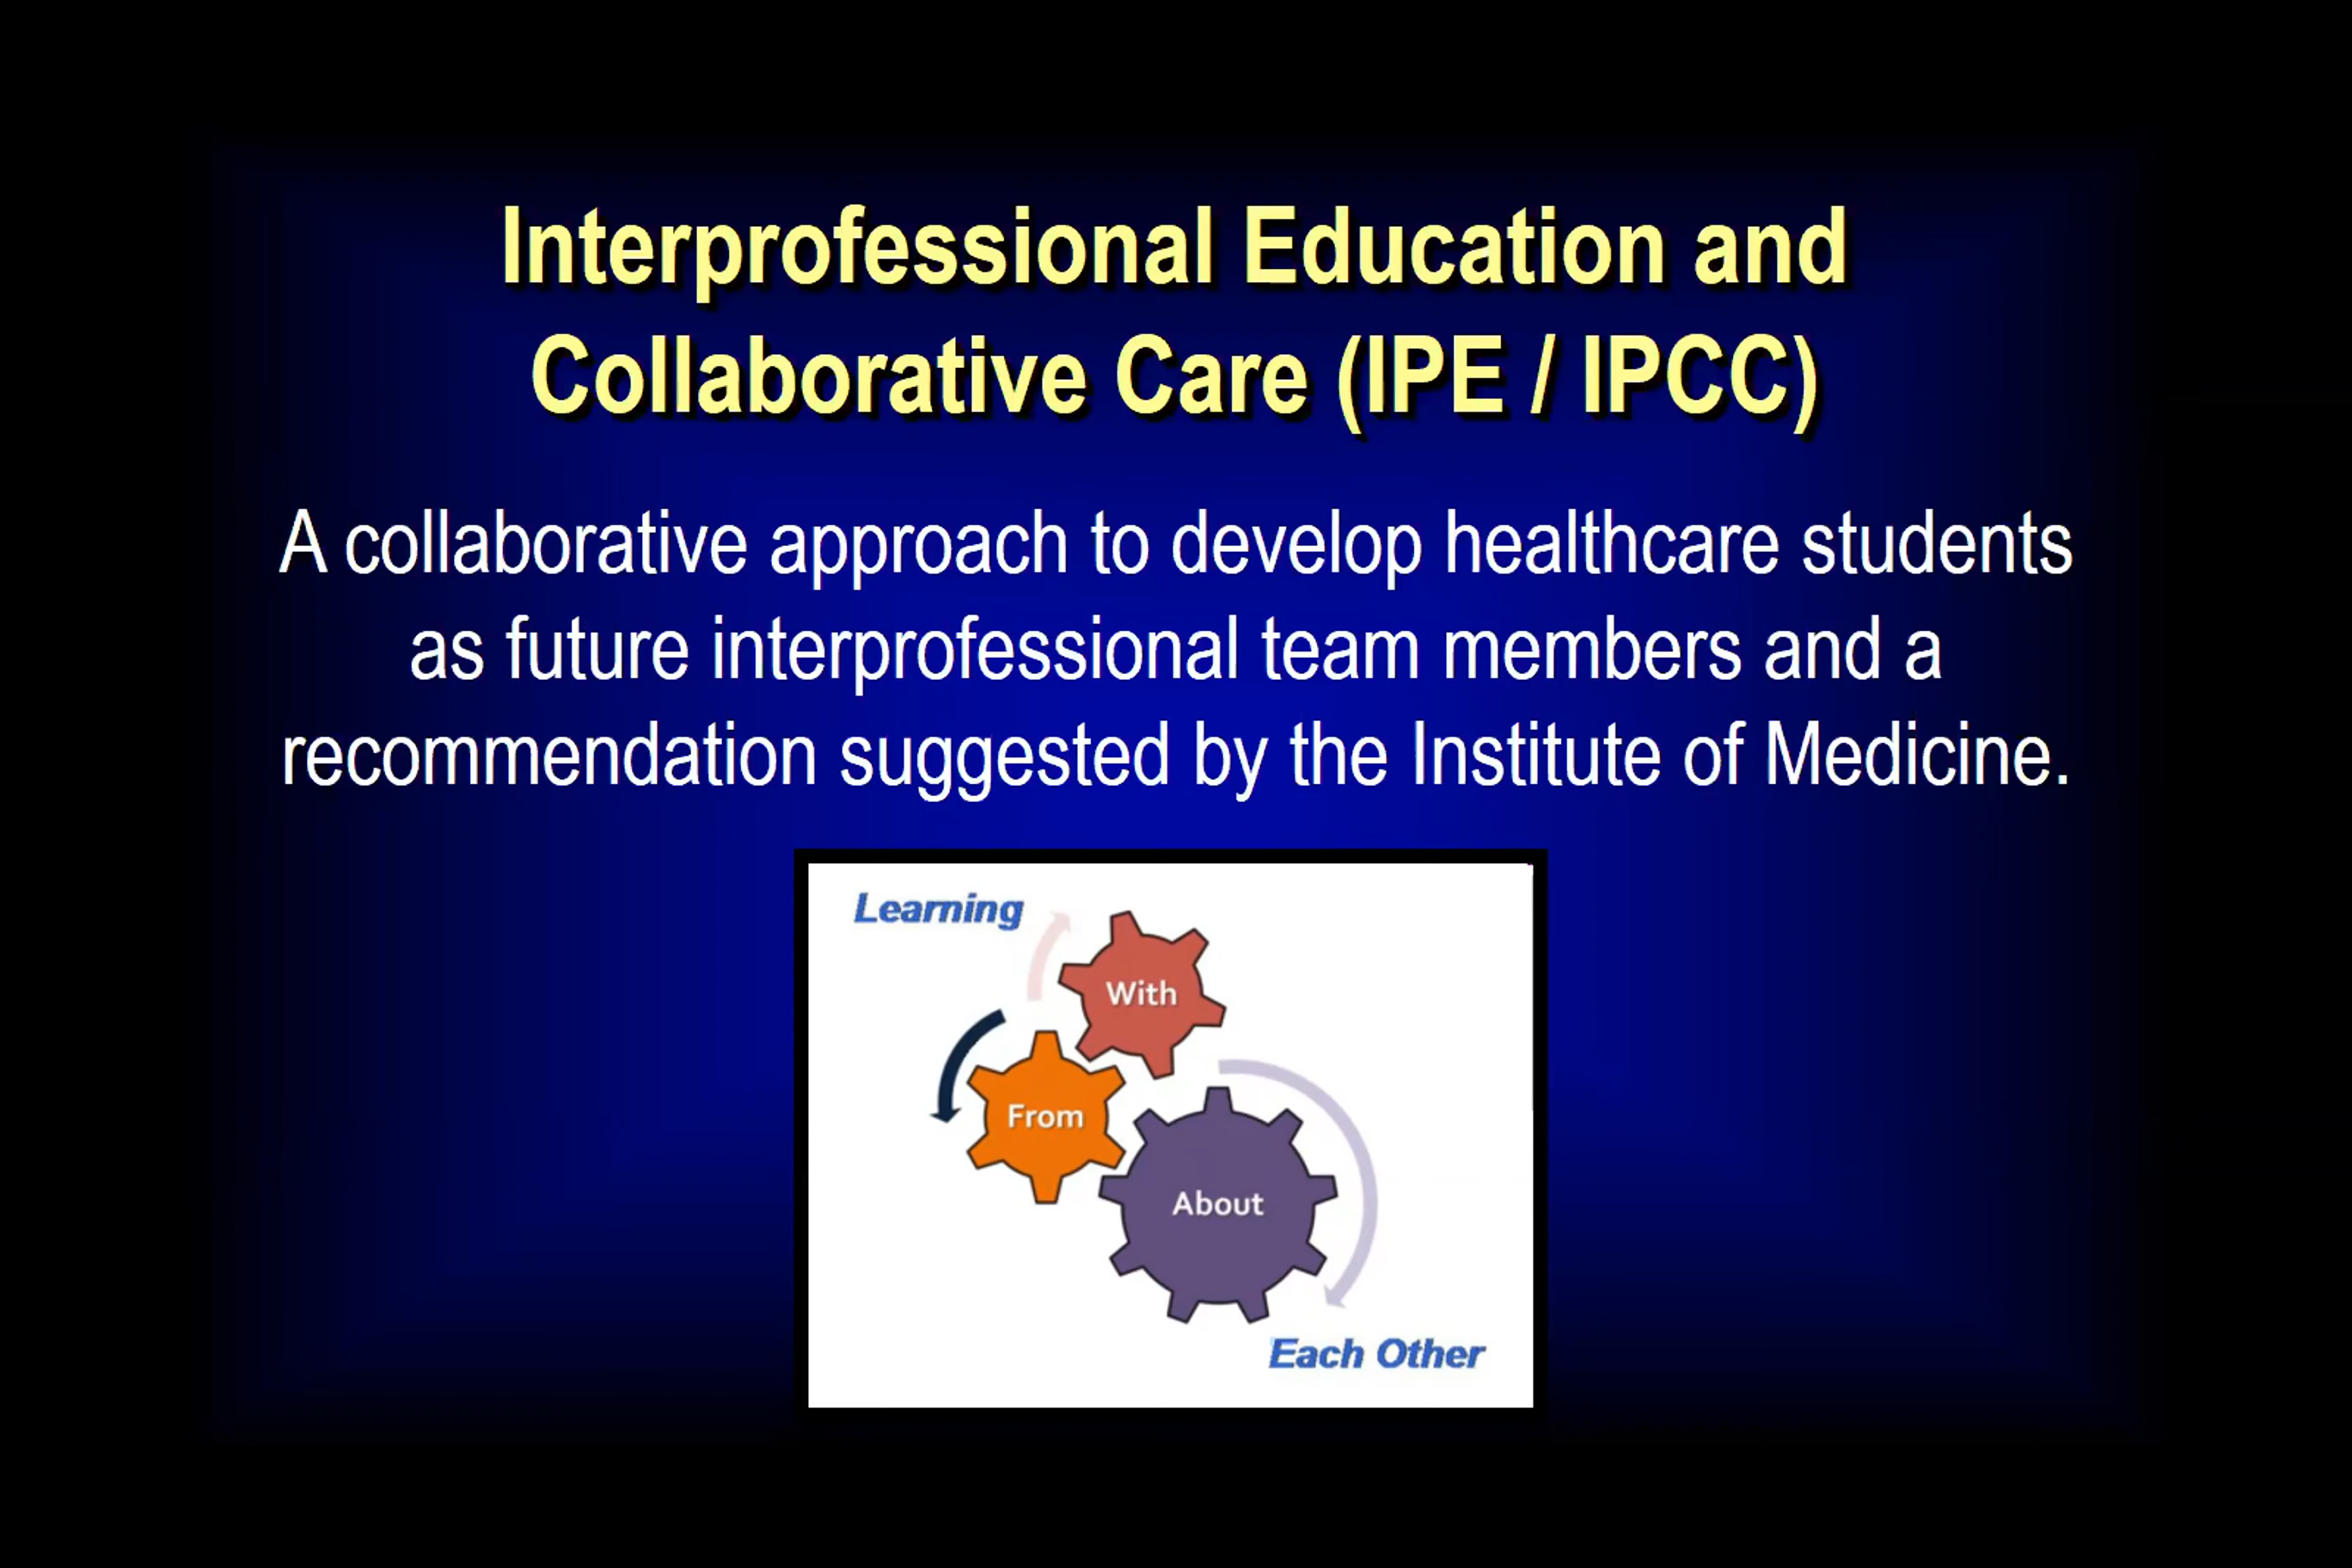 Interprofessional Education and
Collaborative Care (IPE / IPCC)
A collaborative approach to develop healthcare students
as future interprofessional team members and a
recommendation suggested by the Institute of Medicine.
Learning
With
From
About
Each Other